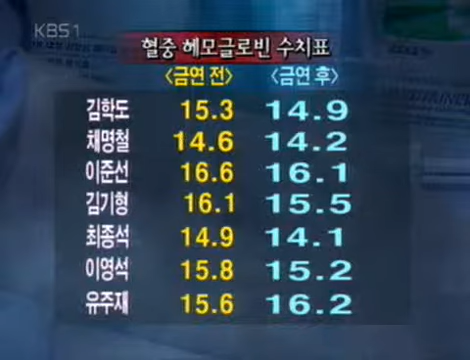 KBS1
혈중 헤모글로빈 수치표
<금연 전> <금연 후>
김학도 15.3 14.9
채명철 14.6 14.2
이준선 16.6 16.1
김기형 16.1 15.5
최종석 14.9 14.1
이영석 15.8 15.2
유주재 15.6 16.2